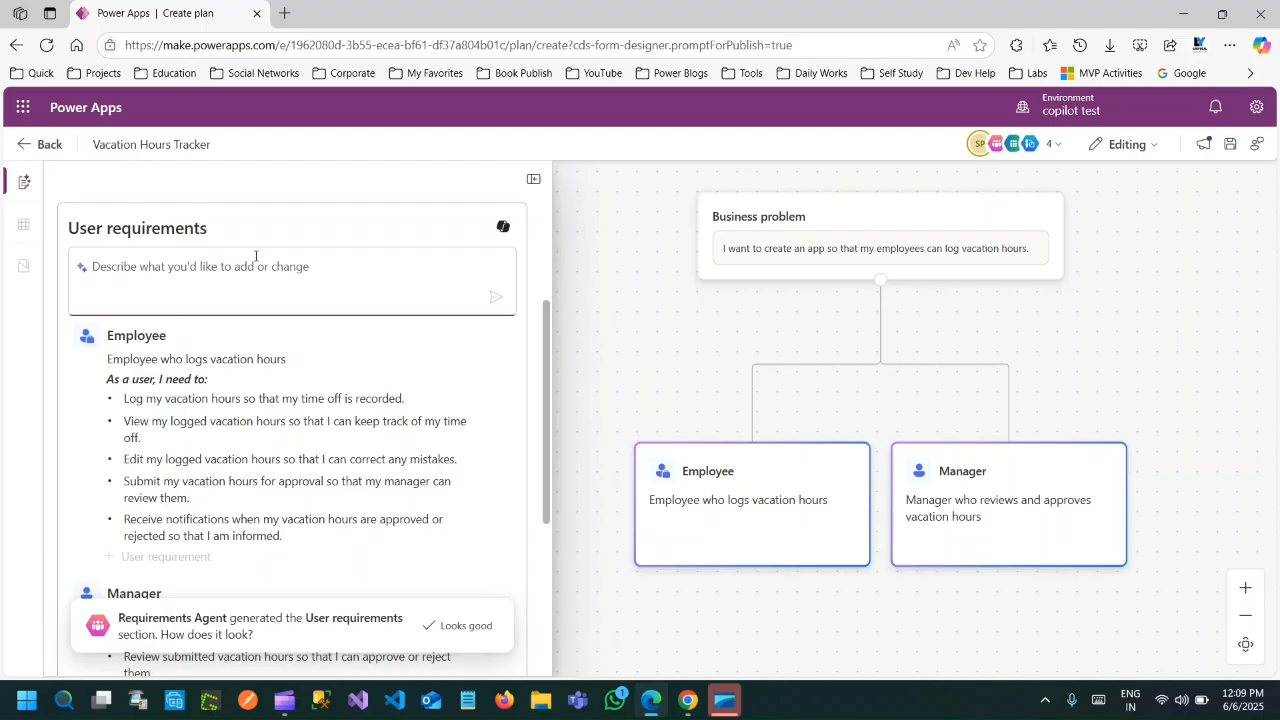 Power Apps | Create plan
https://make.powerapps.com/e/1962080d-3b55-ecea-bf61-df37a804b01c/plan/create?cds-form-designer.promptForPublish=true
Quick Projects Education Social Networks Corporate My Favorites Book Publish YouTube Power Blogs Tools Daily Works Self Study Dev Help Labs MVP Activities Google
Power Apps
Environment
copilot test
Back Vacation Hours Tracker
SP 4 Editing
User requirements
Describe what you'd like to add or change
Employee
Employee who logs vacation hours
As a user, I need to:
• Log my vacation hours so that my time off is recorded.
• View my logged vacation hours so that I can keep track of my time
off.
• Edit my logged vacation hours so that I can correct any mistakes.
• Submit my vacation hours for approval so that my manager can
review them.
• Receive notifications when my vacation hours are approved or
rejected so that I am informed.
+ User requirement
Manager
Requirements Agent generated the User requirements
section. How does it look?
Looks good
• Review submitted vacation hours so that I can approve or reject
them.
Business problem
I want to create an app so that my employees can log vacation hours.
Employee
Employee who logs vacation hours
Manager
Manager who reviews and approves
vacation hours
1
ENG
IN
12:09 PM
6/6/2025